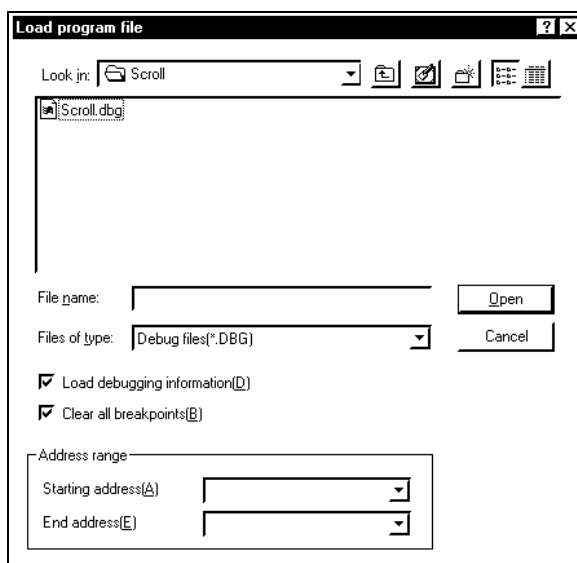 Load program file
Look in: Scroll
Scroll.dbg
File name:
Open
Files of type: Debug files(*.DBG)
Cancel
Load debugging information(D)
Clear all breakpoints(B)
Address range
Starting address(A)
End address(E)